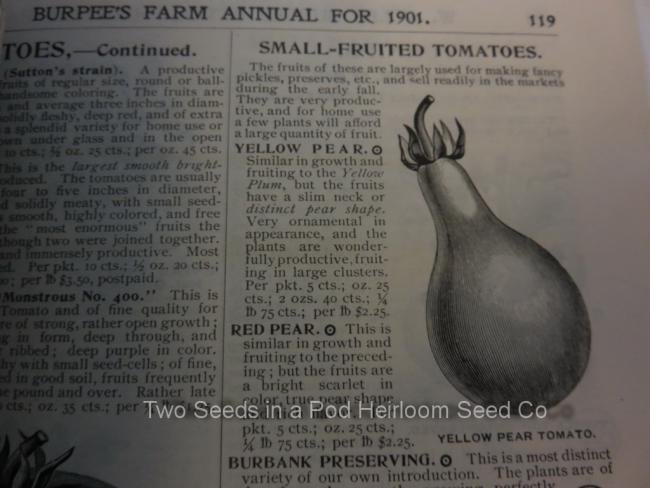 BURPEE'S FARM ANNUAL FOR 1901. 119
TOES,—Continued.
(Sutton's strain). A productive
fruits of regular size, round or ball-
handsome coloring. The fruits are
and average three inches in diam-
solidly fleshy, deep red, and of extra
a splendid variety for home use or
own under glass and in the open
10 cts.; ½ oz. 25 cts.; per oz. 45 cts.
This is the largest smooth bright-
oduced. The tomatoes are usually
four to five inches in diameter,
d solidly meaty, with small seed-
s smooth, highly colored, and free
the "most enormous" fruits the
though two were joined together.
and immensely productive. Most
ed. Per pkt. 10 cts.; ½ oz. 20 cts.;
; per lb $3.50, postpaid.
"Monstrous No. 400." This is
Tomato and of fine quality for
re of strong, rather open growth;
g in form, deep through, and
r ribbed; deep purple in color.
hy with small seed-cells; of fine,
ed in good soil, fruits frequently
e pound and over. Rather late
cts.; oz. 35 cts.; per
SMALL-FRUITED TOMATOES.
The fruits of these are largely used for making fancy
pickles, preserves, etc., and sell readily in the markets
during the early fall.
They are very produc-
tive, and for home use
a few plants will afford
a large quantity of fruit.
YELLOW PEAR.
Similar in growth and
fruiting to the Yellow
Plum, but the fruits
have a slim neck or
distinct pear shape.
Very ornamental in
appearance, and the
plants are wonder-
fully productive, fruit-
ing in large clusters.
Per pkt. 5 cts.; oz. 25
cts.; 2 ozs. 40 cts.; ¼
lb 75 cts.; per lb $2.25.
RED PEAR. This is
similar in growth and
fruiting to the preced-
ing; but the fruits are
a bright scarlet in
color, true pear shape
pkt. 5 cts.; oz. 25 cts.;
¼ lb 75 cts.; per lb $2.25.
YELLOW PEAR TOMATO.
BURBANK PRESERVING. This is a most distinct
variety of our own introduction. The plants are of
perfectly
Two Seeds in a Pod Heirloom Seed Co